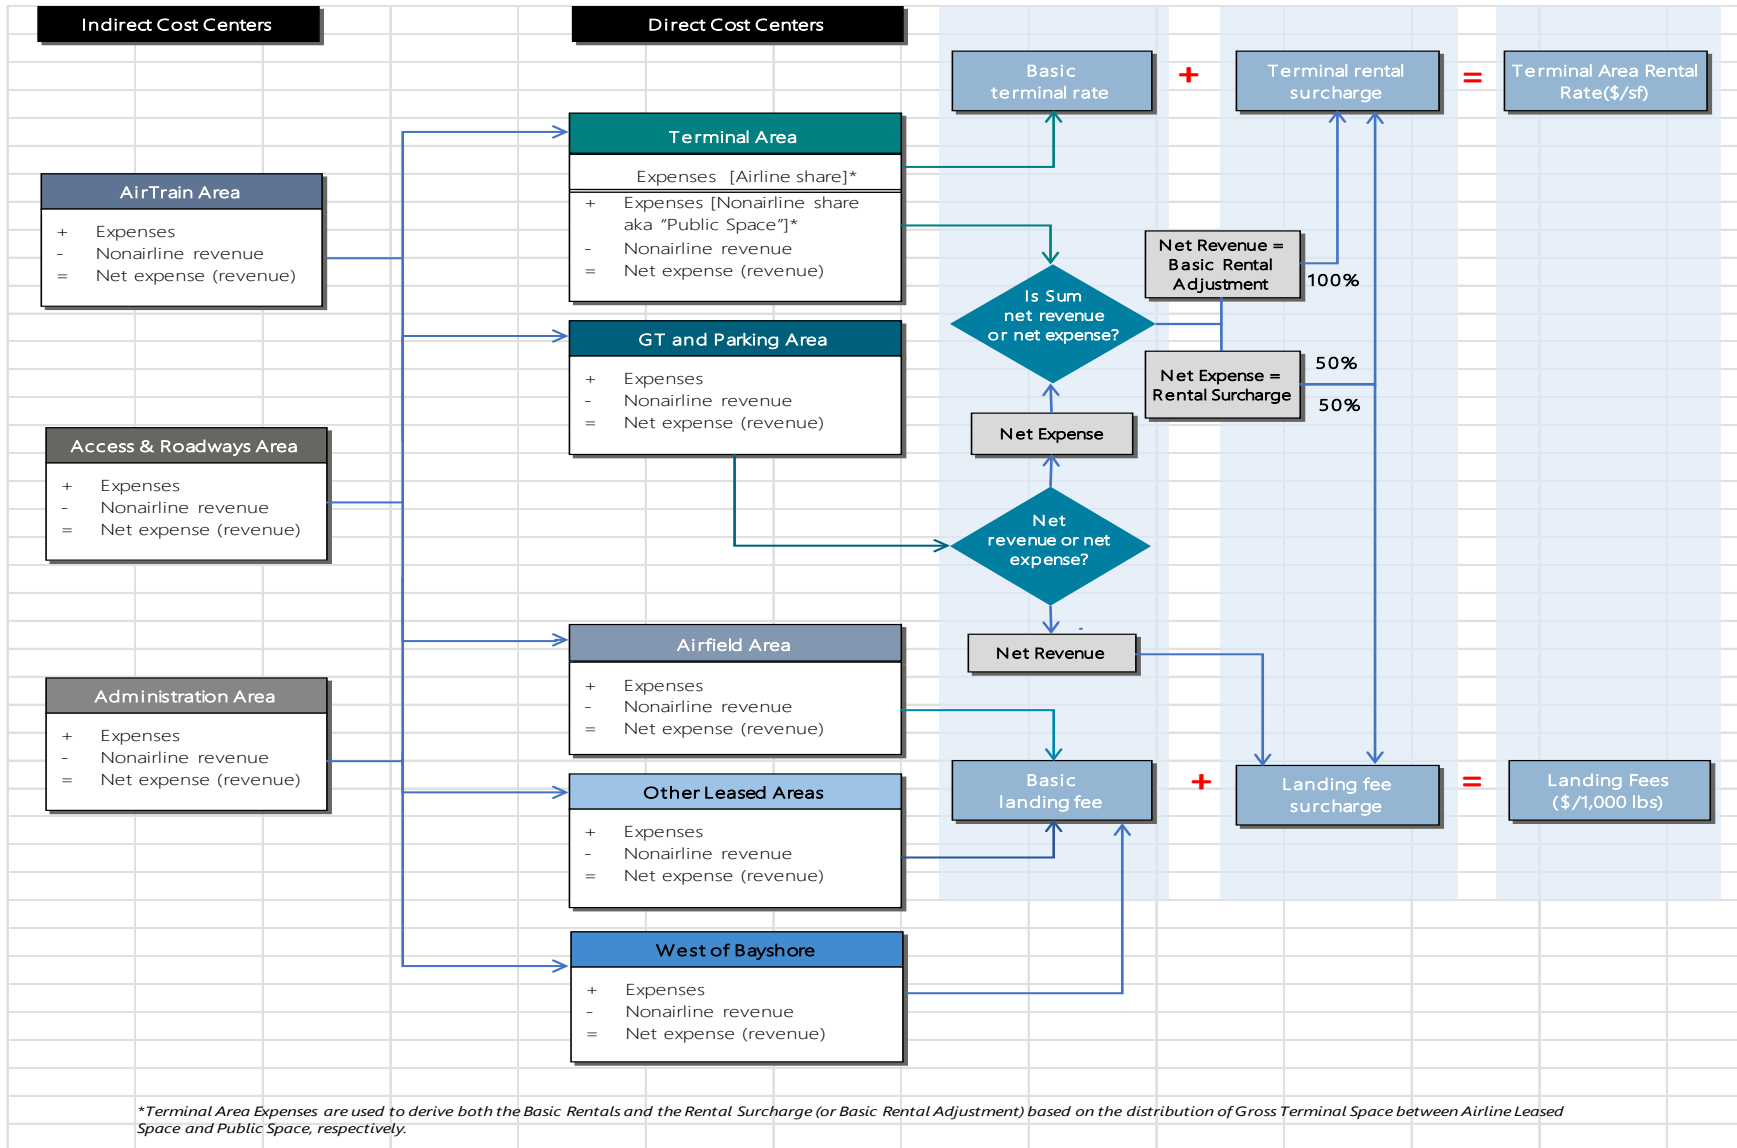 Indirect Cost Centers
Direct Cost Centers
Basic
terminal rate
+
Terminal rental
surcharge
=
Terminal Area Rental
Rate($/sf)
AirTrain Area
+ Expenses
- Nonairline revenue
= Net expense (revenue)
Access & Roadways Area
+ Expenses
- Nonairline revenue
= Net expense (revenue)
Administration Area
+ Expenses
- Nonairline revenue
= Net expense (revenue)
Terminal Area
Expenses [Airline share]*
+ Expenses [Nonairline share
aka “Public Space”]*
- Nonairline revenue
= Net expense (revenue)
GT and Parking Area
+ Expenses
- Nonairline revenue
= Net expense (revenue)
Airfield Area
+ Expenses
- Nonairline revenue
= Net expense (revenue)
Other Leased Areas
+ Expenses
- Nonairline revenue
= Net expense (revenue)
West of Bayshore
+ Expenses
- Nonairline revenue
= Net expense (revenue)
Is Sum
net revenue
or net expense?
Net Revenue =
Basic Rental
Adjustment
100%
Net Expense =
Rental Surcharge
50%
50%
Net Expense
Net
revenue or net
expense?
-
Net Revenue
Basic
landing fee
+
Landing fee
surcharge
=
Landing Fees
($/1,000 lbs)
*Terminal Area Expenses are used to derive both the Basic Rentals and the Rental Surcharge (or Basic Rental Adjustment) based on the distribution of Gross Terminal Space between Airline Leased
Space and Public Space, respectively.